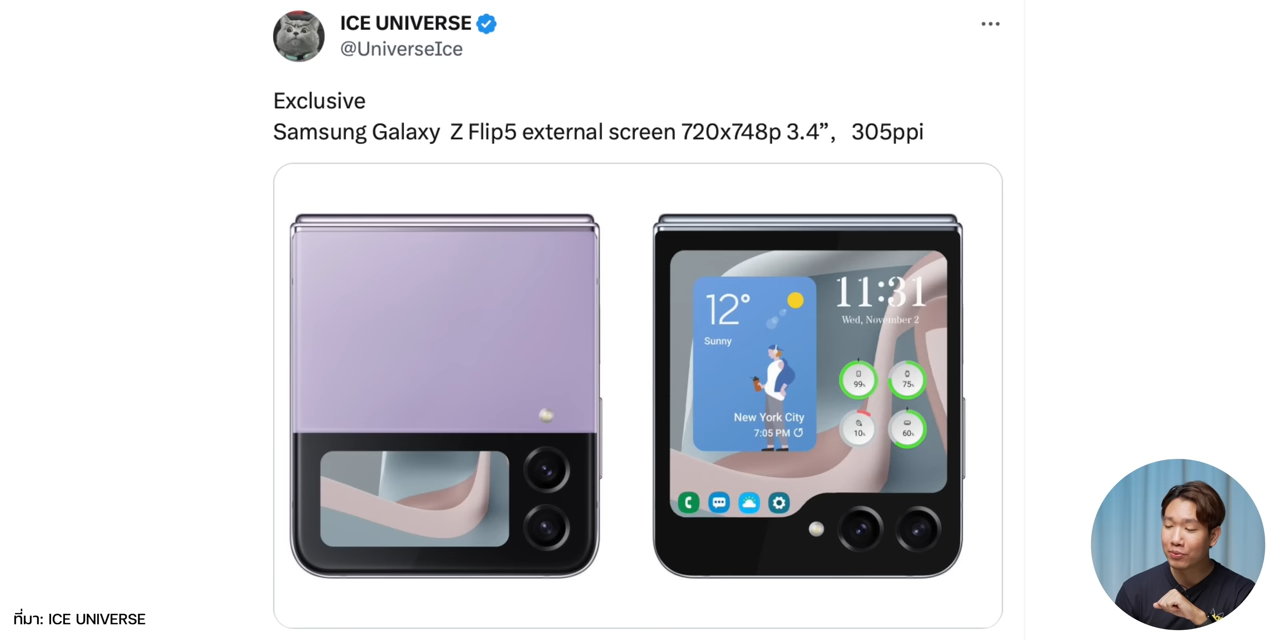 ICE UNIVERSE
@UniverseIce
Exclusive
Samsung Galaxy Z Flip5 external screen 720x748p 3.4”, 305ppi
12°
Sunny
New York City
7:05 PM
11:31
Wed, November 2
99%
75%
10%
60%
ที่มา: ICE UNIVERSE